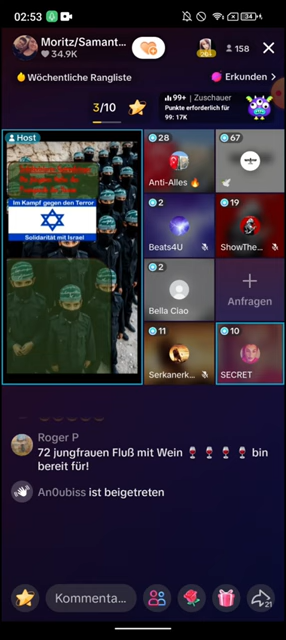 02:53
Moritz/Samant...
34.9K
158
Wöchentliche Rangliste
Erkunden
3/10
99+ | Zuschauer
Punkte erforderlich für
99: 17K
Host
28
67
Anti-Alles
Im Kampf gegen den Terror
Solidarität mit Israel
2
19
Beats4U
ShowThe...
2
Bella Ciao
Anfragen
11
10
Serkanerk...
SECRET
Roger P
72 jungfrauen Fluß mit Wein bin
bereit für!
An0ubiss ist beigetreten
Kommenta...
21